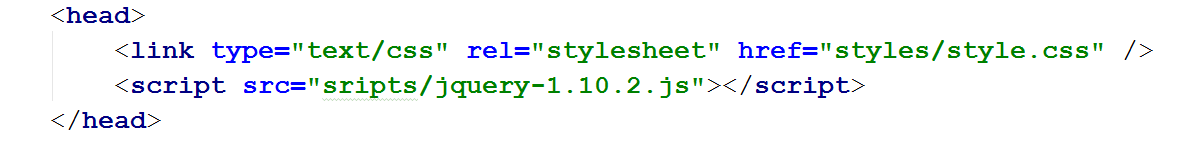 <head>
<link type="text/css" rel="stylesheet" href="styles/style.css" />
<script src="sripts/jquery-1.10.2.js"></script>
</head>